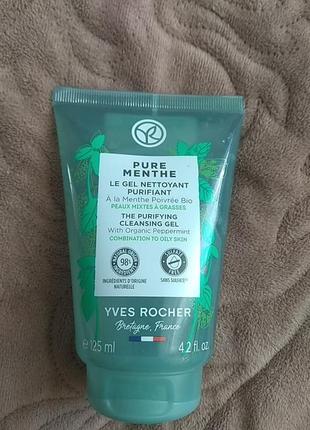 PURE
MENTHE
LE GEL NETTOYANT
PURIFIANT
À la Menthe Poivrée Bio
PEAUX MIXTES À GRASSES
THE PURIFYING
CLEANSING GEL
With Organic Peppermint
COMBINATION TO OILY SKIN
98%
INGRÉDIENTS D'ORIGINE
NATURELLE
SULFATE
FREE
YVES ROCHER
Bretagne, France
e 125 ml 4.2 fl. oz.